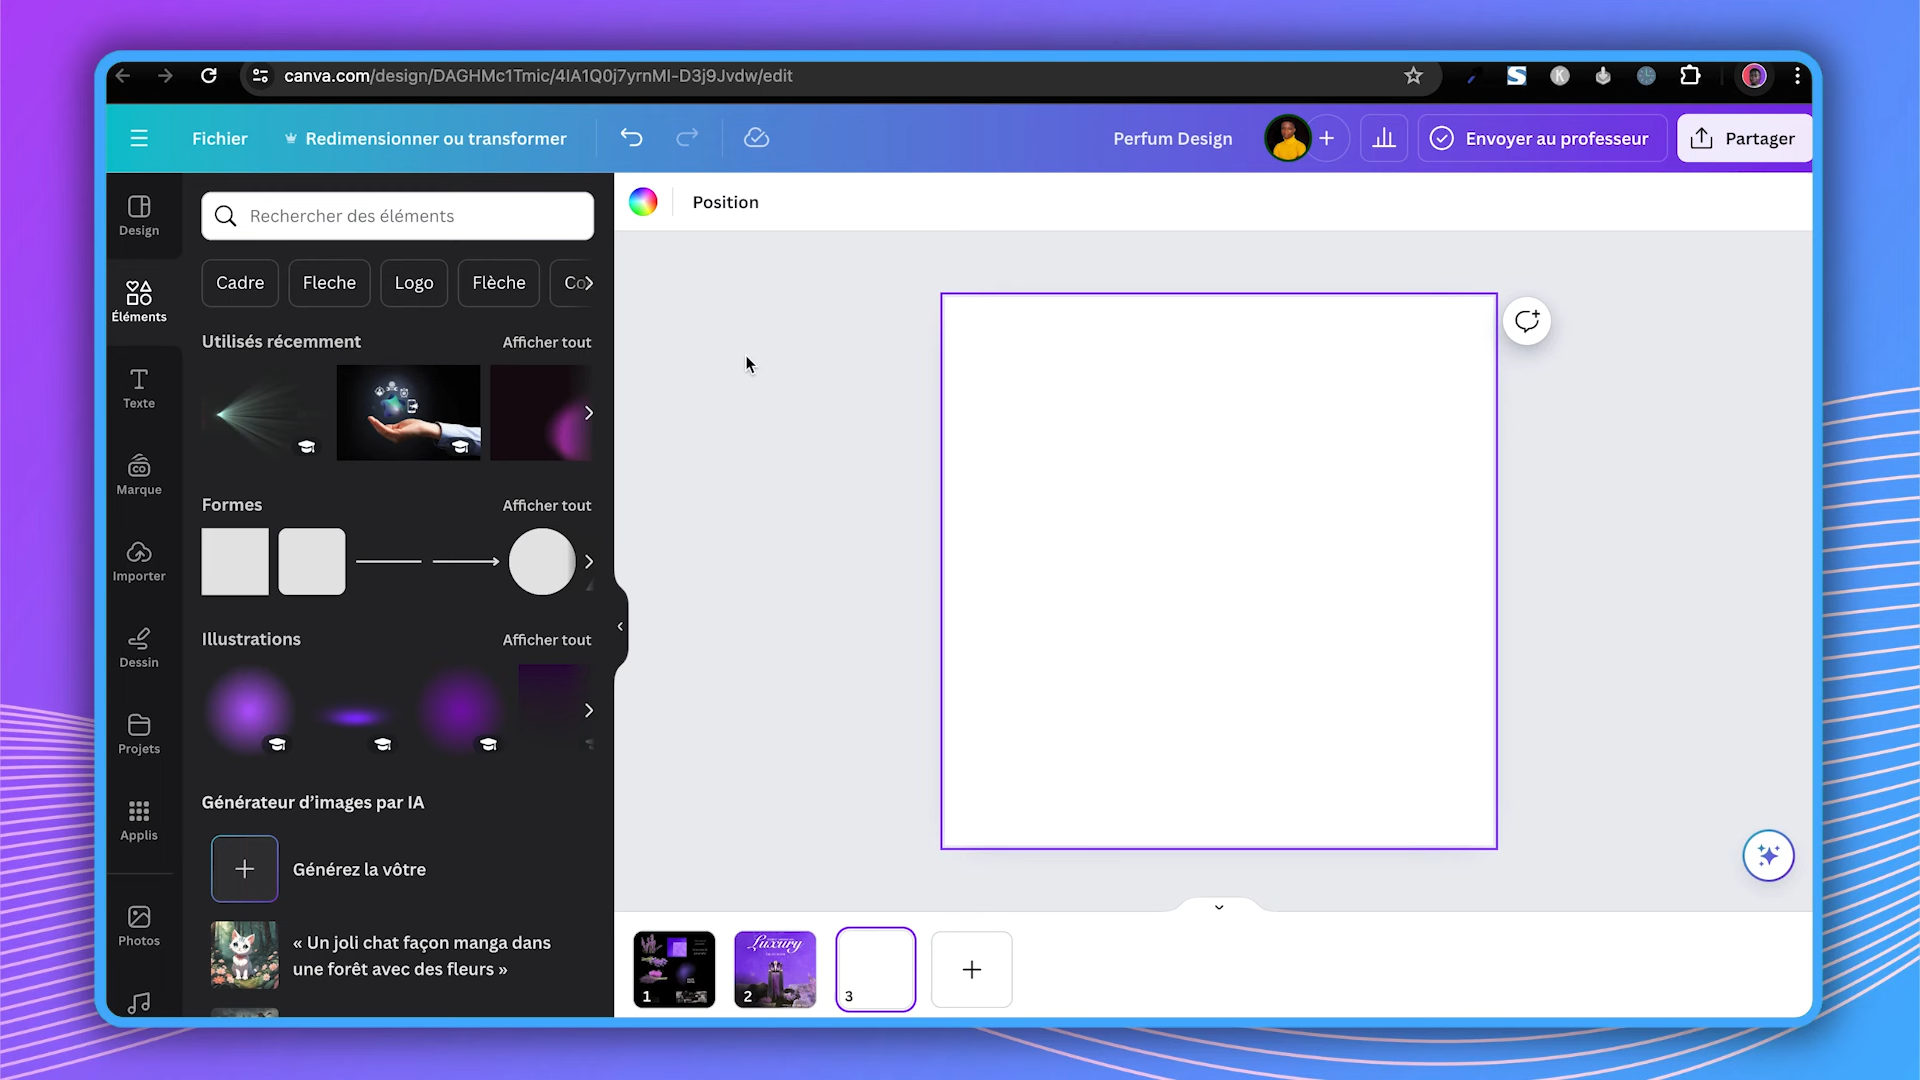 canva.com/design/DAGHMc1Tmic/4IA1Q0j7yrnMI-D3j9Jvdw/edit
Fichier
Redimensionner ou transformer
Perfum Design
Envoyer au professeur
Partager
Design
Éléments
Texte
Marque
Importer
Dessin
Projets
Applis
Photos
Rechercher des éléments
Cadre
Fleche
Logo
Flèche
Co
Utilisés récemment
Afficher tout
Formes
Afficher tout
Illustrations
Afficher tout
Générateur d’images par IA
Générez la vôtre
« Un joli chat façon manga dans
une forêt avec des fleurs »
Position
1
Luxury
2
3